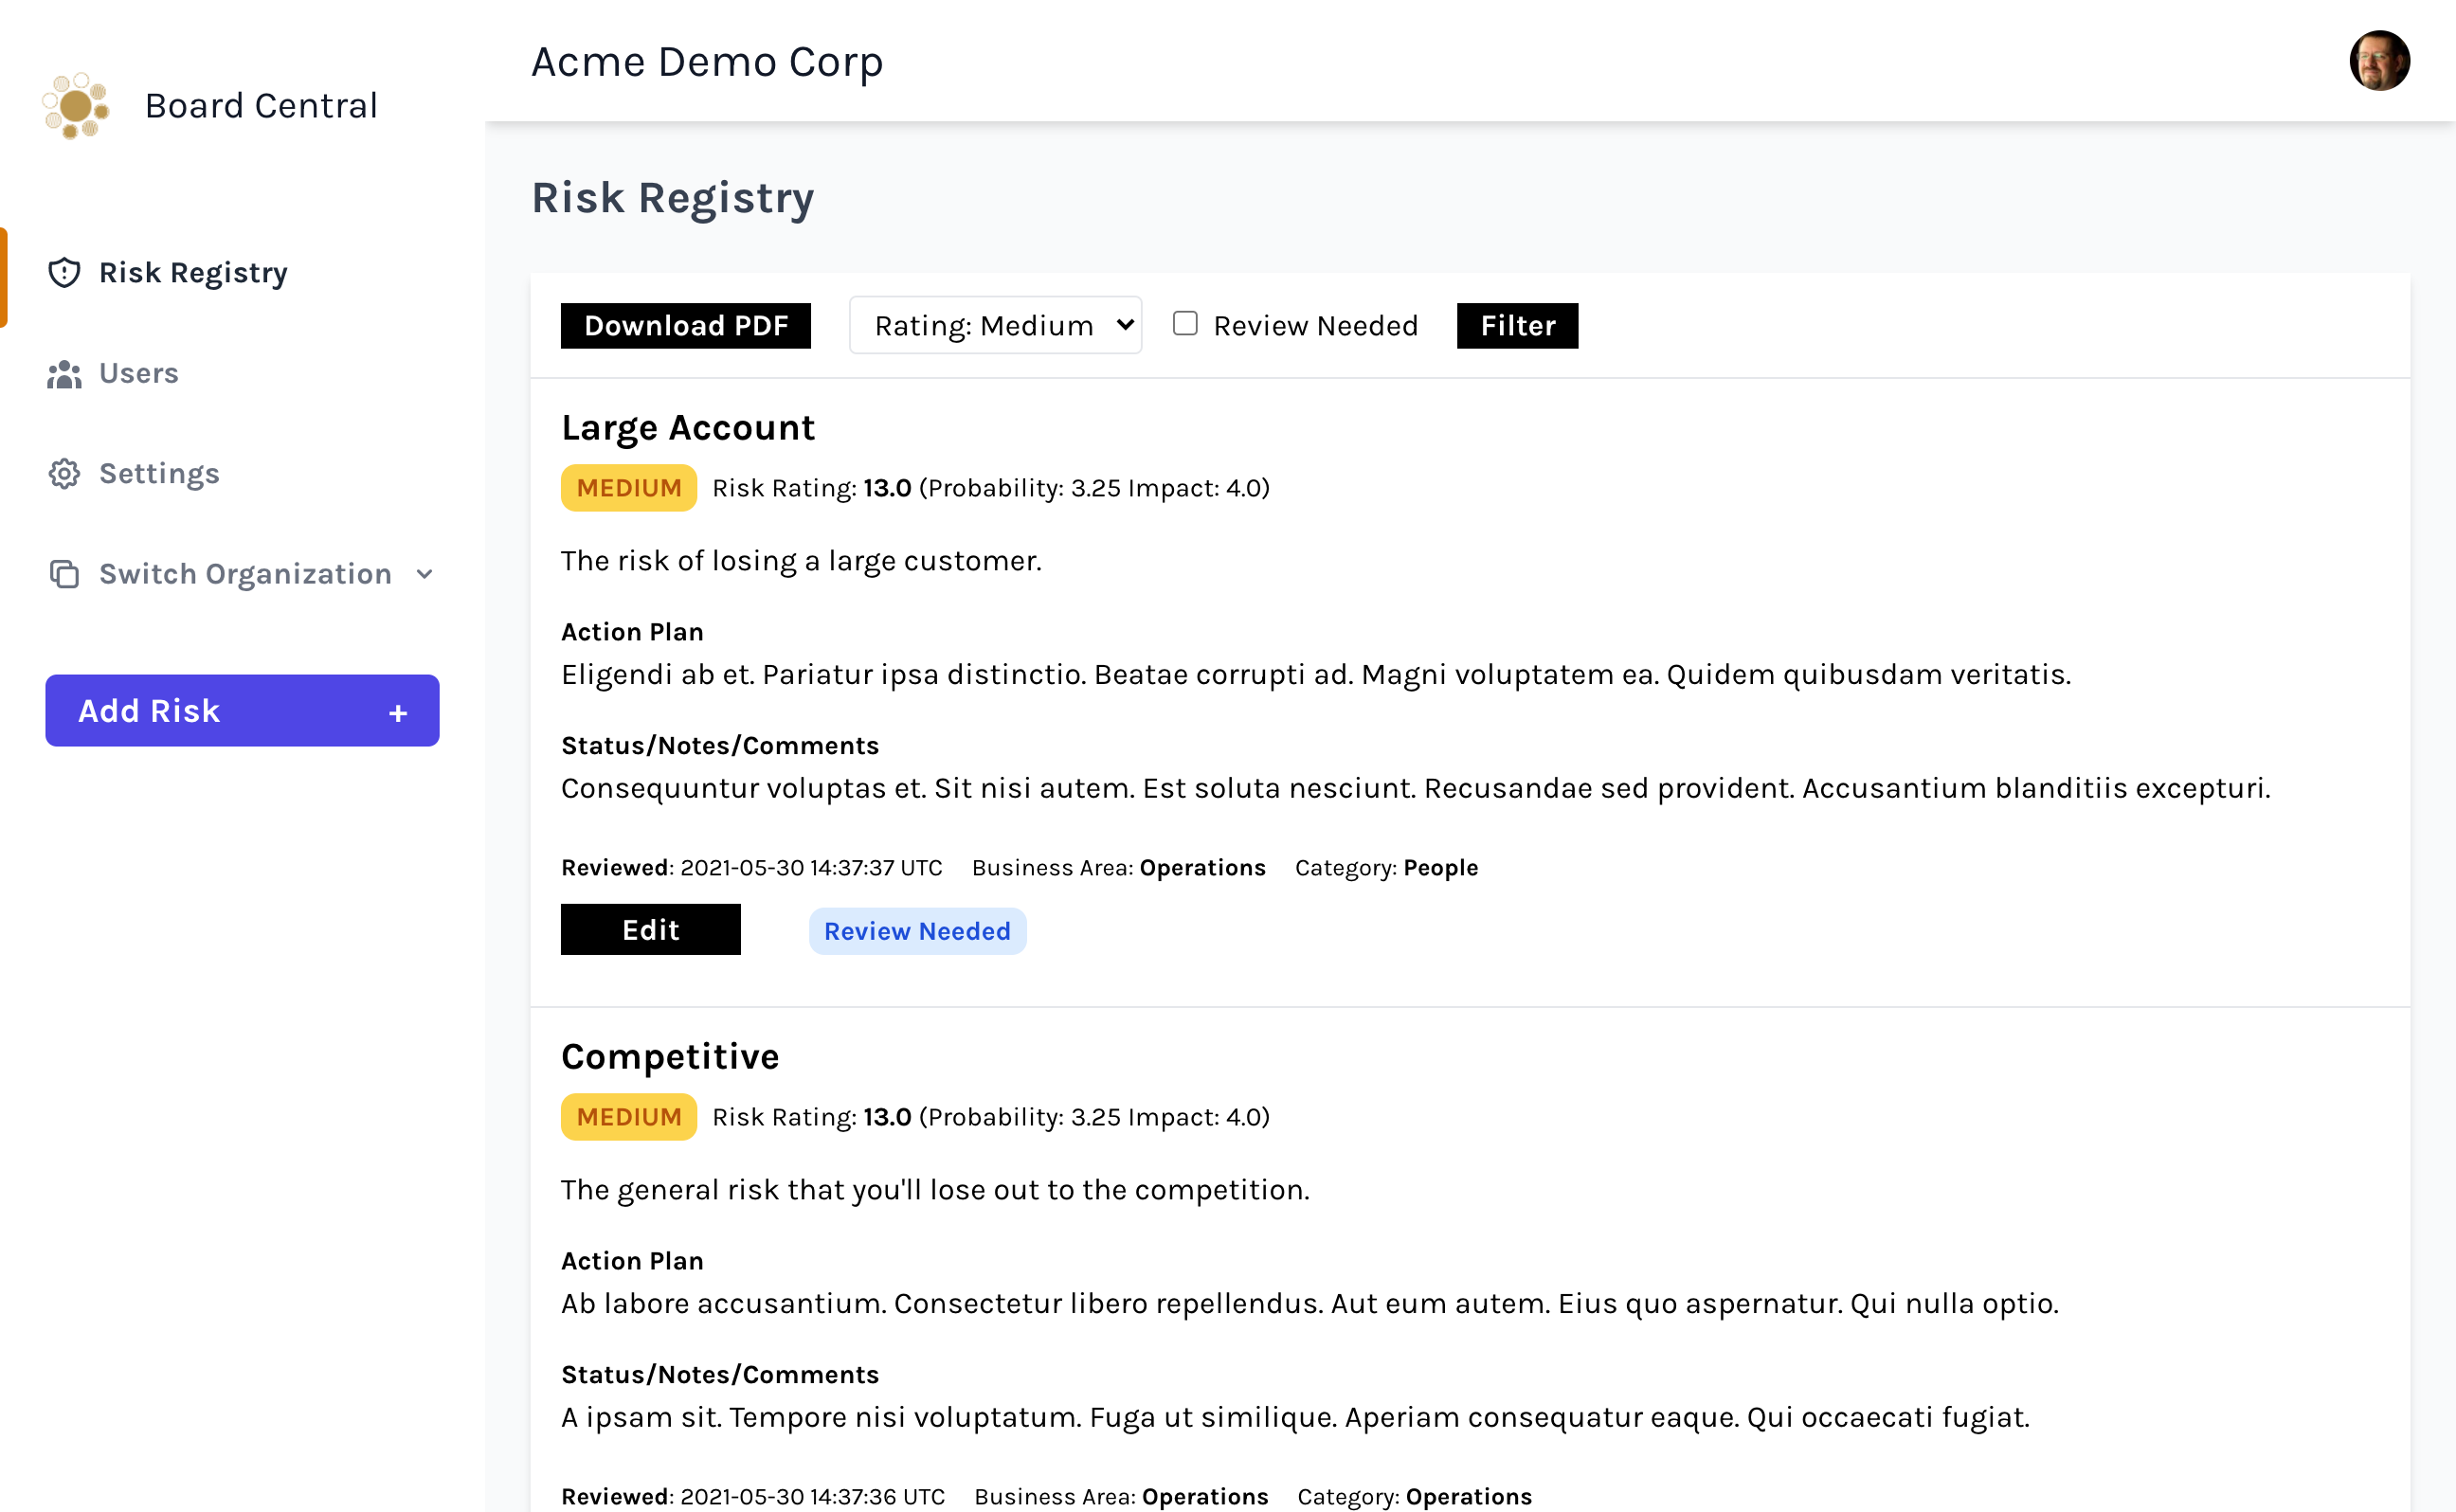 Board Central
Risk Registry
Users
Settings
Switch Organization
Add Risk +
Acme Demo Corp
Risk Registry
Download PDF Rating: Medium Review Needed Filter
Large Account
MEDIUM Risk Rating: 13.0 (Probability: 3.25 Impact: 4.0)
The risk of losing a large customer.
Action Plan
Eligendi ab et. Pariatur ipsa distinctio. Beatae corrupti ad. Magni voluptatem ea. Quidem quibusdam veritatis.
Status/Notes/Comments
Consequuntur voluptas et. Sit nisi autem. Est soluta nesciunt. Recusandae sed provident. Accusantium blanditiis excepturi.
Reviewed: 2021-05-30 14:37:37 UTC Business Area: Operations Category: People
Edit Review Needed
Competitive
MEDIUM Risk Rating: 13.0 (Probability: 3.25 Impact: 4.0)
The general risk that you'll lose out to the competition.
Action Plan
Ab labore accusantium. Consectetur libero repellendus. Aut eum autem. Eius quo aspernatur. Qui nulla optio.
Status/Notes/Comments
A ipsam sit. Tempore nisi voluptatum. Fuga ut similique. Aperiam consequatur eaque. Qui occaecati fugiat.
Reviewed: 2021-05-30 14:37:36 UTC Business Area: Operations Category: Operations